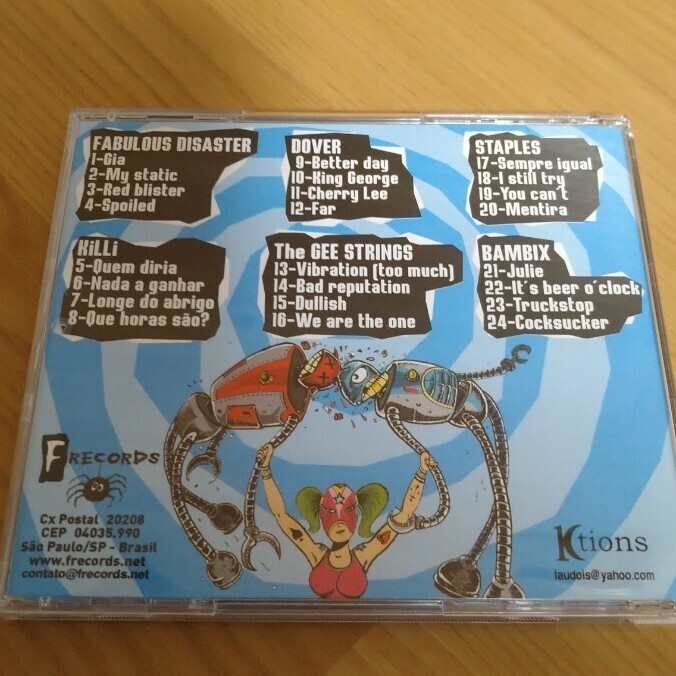 FABULOUS DISASTER
1-Gia
2-My static
3-Red blister
4-Spoiled
DOVER
9-Better day
10-King George
11-Cherry Lee
12-Far
STAPLES
17-Sempre igual
18-I still try
19-You can't
20-Mentira
KiLLi
5-Quem diria
6-Nada a ganhar
7-Longe do abrigo
8-Que horas são?
The GEE STRINGS
13-Vibration (too much)
14-Bad reputation
15-Dullish
16-We are the one
BAMBIX
21-Julie
22-It´s beer o´clock
23-Truckstop
24-Cocksucker
F RECORDS
Cx Postal 20208
CEP 04035.990
São Paulo/SP - Brasil
www.frecords.net
contato@frecords.net
Ktions
laudois@yahoo.com